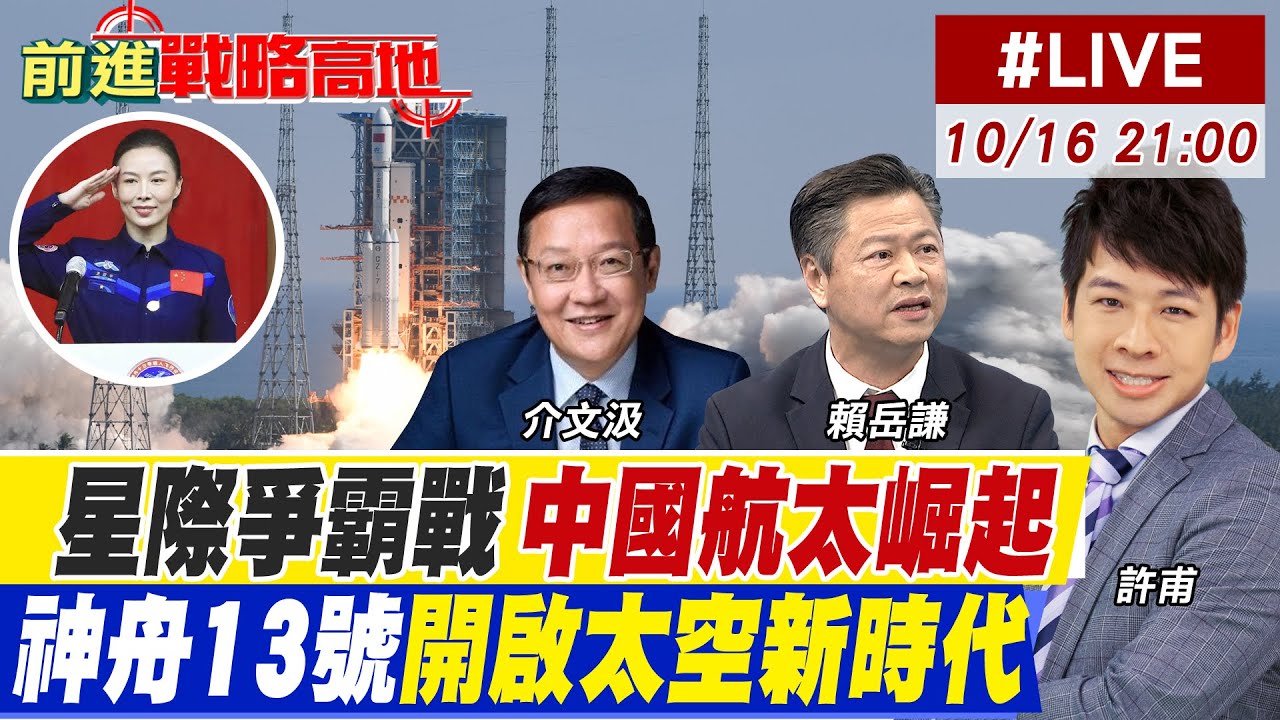 前進戰略高地
#LIVE
10/16 21:00
介文汲
賴岳謙
許甫
星際爭霸戰 中國航太崛起
神舟13號開啟太空新時代